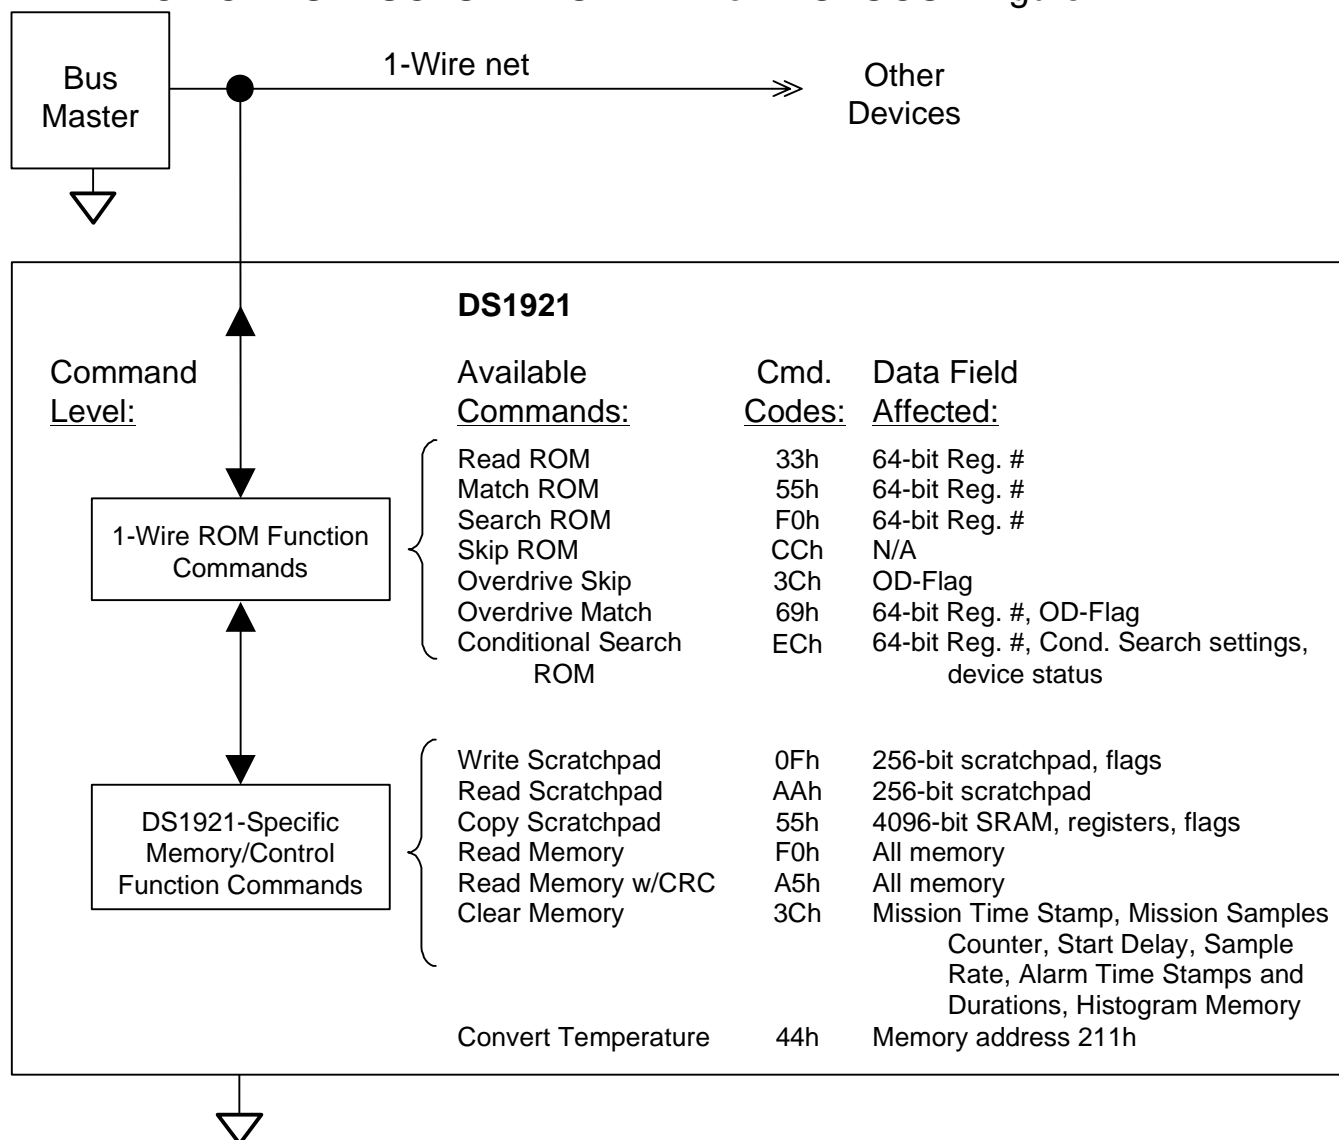 Bus
Master
1-Wire net
Other
Devices
DS1921
Command
Level:
Available
Commands:
Cmd.
Codes:
Data Field
Affected:
1-Wire ROM Function
Commands
Read ROM 33h 64-bit Reg. #
Match ROM 55h 64-bit Reg. #
Search ROM F0h 64-bit Reg. #
Skip ROM CCh N/A
Overdrive Skip 3Ch OD-Flag
Overdrive Match 69h 64-bit Reg. #, OD-Flag
Conditional Search ECh 64-bit Reg. #, Cond. Search settings,
ROM device status
DS1921-Specific
Memory/Control
Function Commands
Write Scratchpad 0Fh 256-bit scratchpad, flags
Read Scratchpad AAh 256-bit scratchpad
Copy Scratchpad 55h 4096-bit SRAM, registers, flags
Read Memory F0h All memory
Read Memory w/CRC A5h All memory
Clear Memory 3Ch Mission Time Stamp, Mission Samples
Counter, Start Delay, Sample
Rate, Alarm Time Stamps and
Durations, Histogram Memory
Convert Temperature 44h Memory address 211h